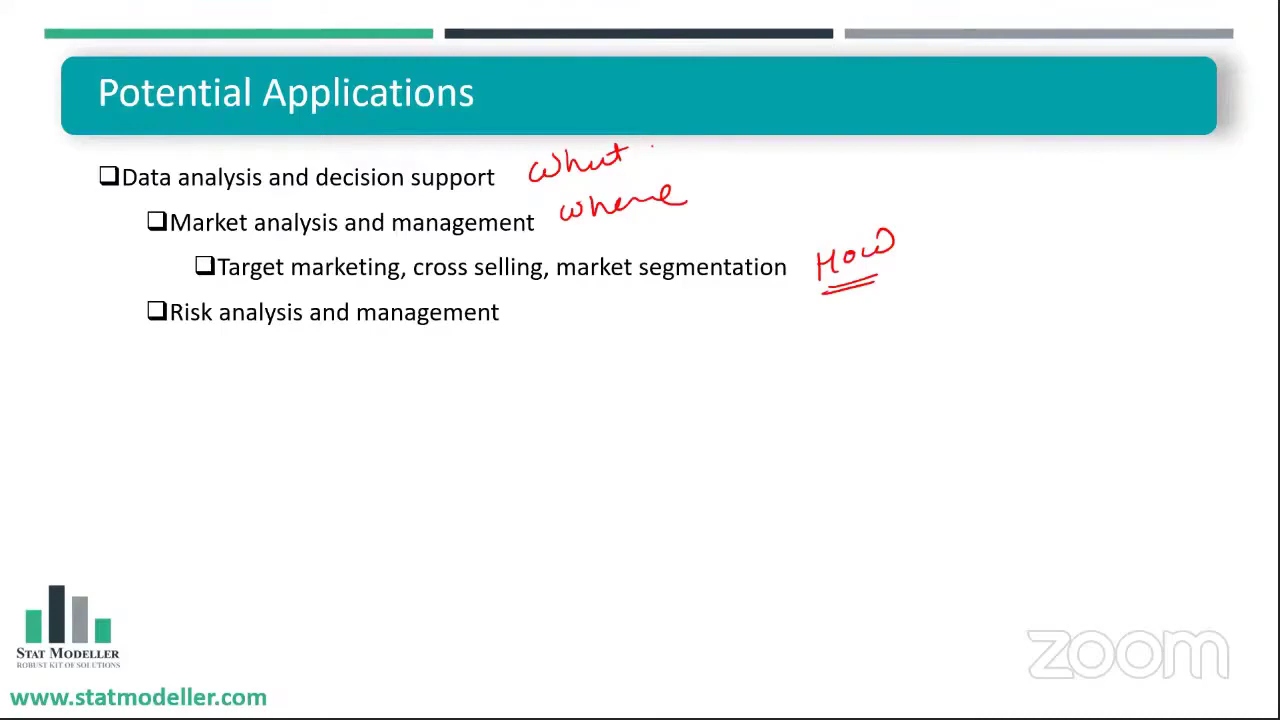 Potential Applications
❑Data analysis and decision support What
❑Market analysis and management where
❑Target marketing, cross selling, market segmentation HOW
❑Risk analysis and management
STAT MODELLER
ROBUST KIT OF SOLUTIONS
zoom
www.statmodeller.com